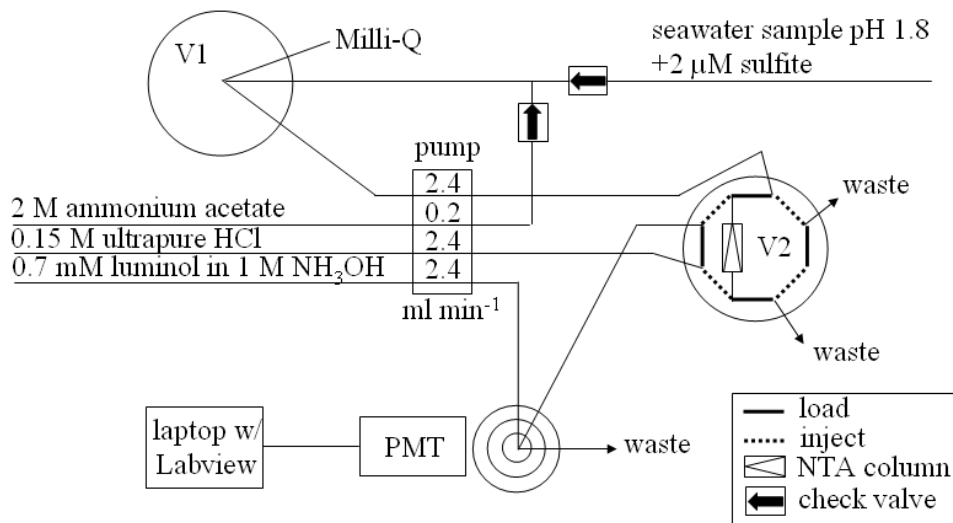 V1
Milli-Q
seawater sample pH 1.8
+2 μM sulfite
pump
2.4
2 M ammonium acetate
0.2
0.15 M ultrapure HCl
2.4
0.7 mM luminol in 1 M NH₃OH
2.4
ml min⁻¹
waste
V2
waste
laptop w/
Labview
PMT
waste
load
inject
NTA column
check valve